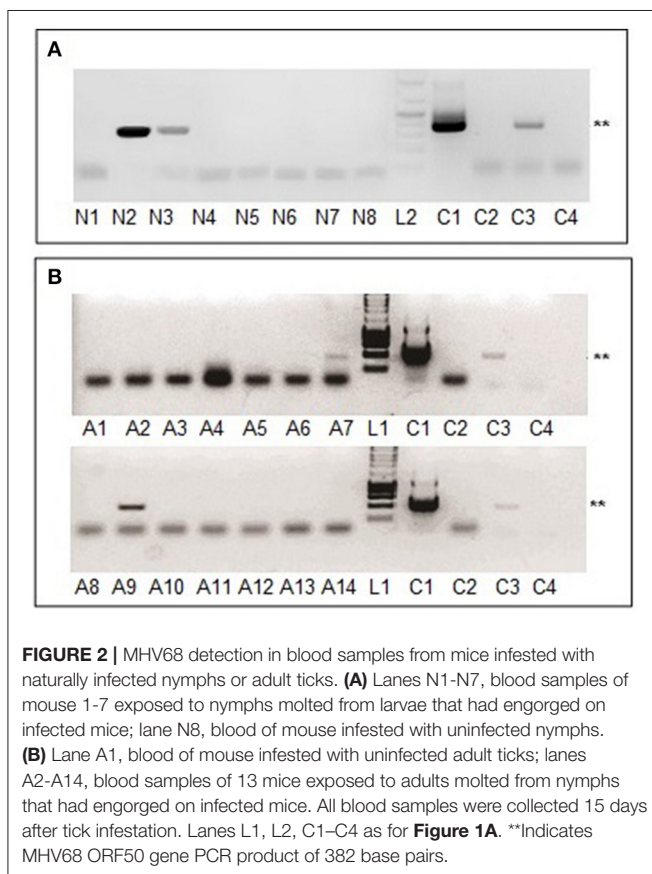 A
**
N1 N2 N3 N4 N5 N6 N7 N8 L2 C1 C2 C3 C4
B
**
A1 A2 A3 A4 A5 A6 A7 L1 C1 C2 C3 C4
**
A8 A9 A10 A11 A12 A13 A14 L1 C1 C2 C3 C4
FIGURE 2 | MHV68 detection in blood samples from mice infested with
naturally infected nymphs or adult ticks. (A) Lanes N1-N7, blood samples of
mouse 1-7 exposed to nymphs molted from larvae that had engorged on
infected mice; lane N8, blood of mouse infested with uninfected nymphs.
(B) Lane A1, blood of mouse infested with uninfected adult ticks; lanes
A2-A14, blood samples of 13 mice exposed to adults molted from nymphs
that had engorged on infected mice. All blood samples were collected 15 days
after tick infestation. Lanes L1, L2, C1–C4 as for Figure 1A. **Indicates
MHV68 ORF50 gene PCR product of 382 base pairs.